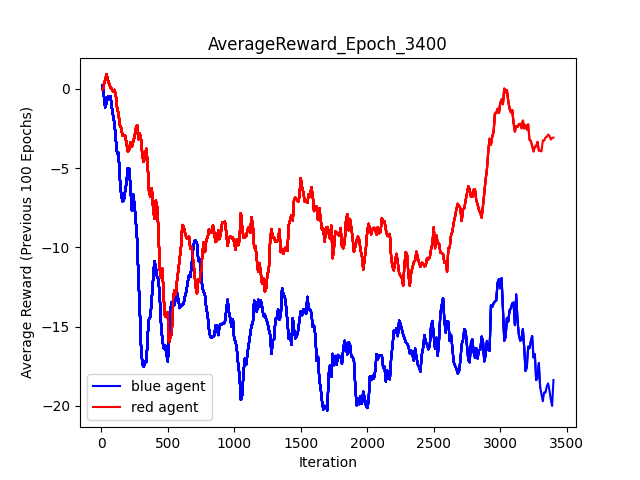 AverageReward_Epoch_3400
Average Reward (Previous 100 Epochs)
0
−5
−10
−15
−20
blue agent
red agent
0 500 1000 1500 2000 2500 3000 3500
Iteration